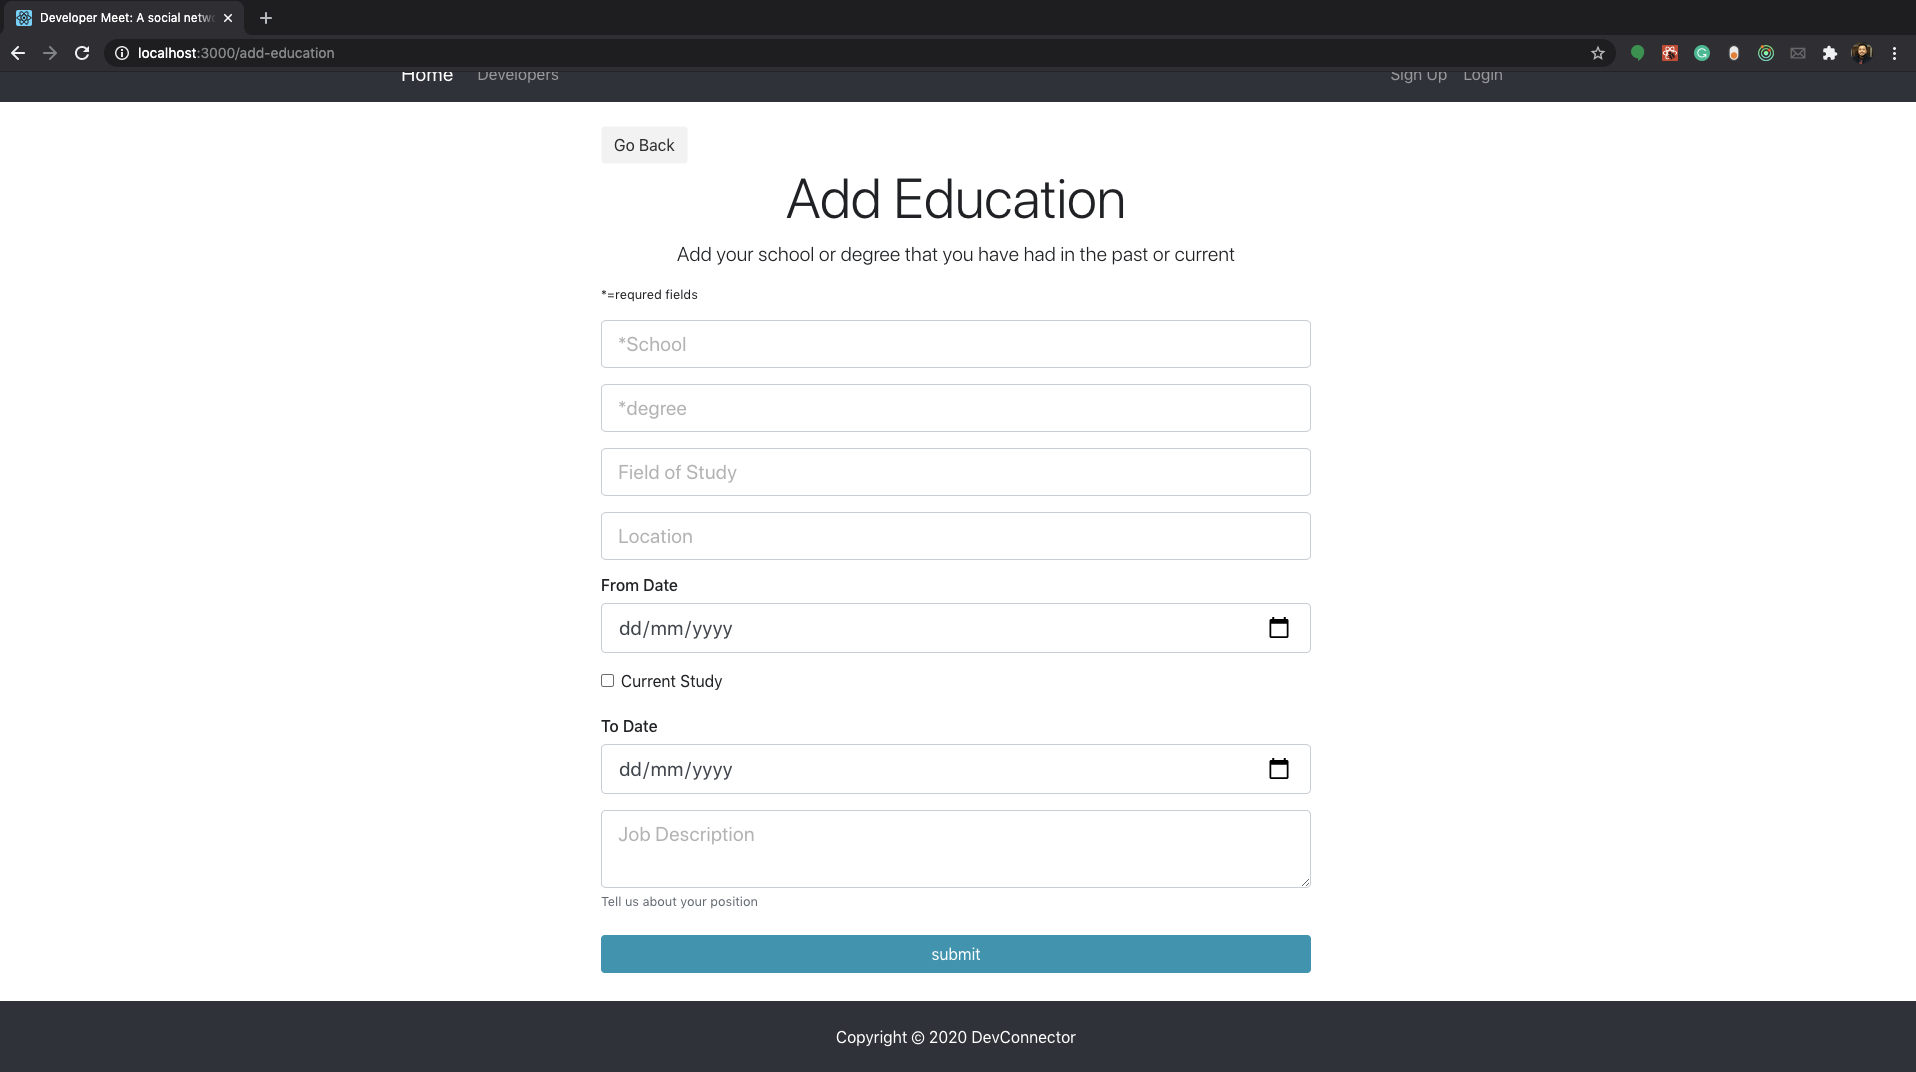 Developer Meet: A social netw
localhost:3000/add-education
Home Developers Sign Up Login
Go Back
Add Education
Add your school or degree that you have had in the past or current
*=requred fields
*School
*degree
Field of Study
Location
From Date
dd/mm/yyyy
Current Study
To Date
dd/mm/yyyy
Job Description
Tell us about your position
submit
Copyright © 2020 DevConnector